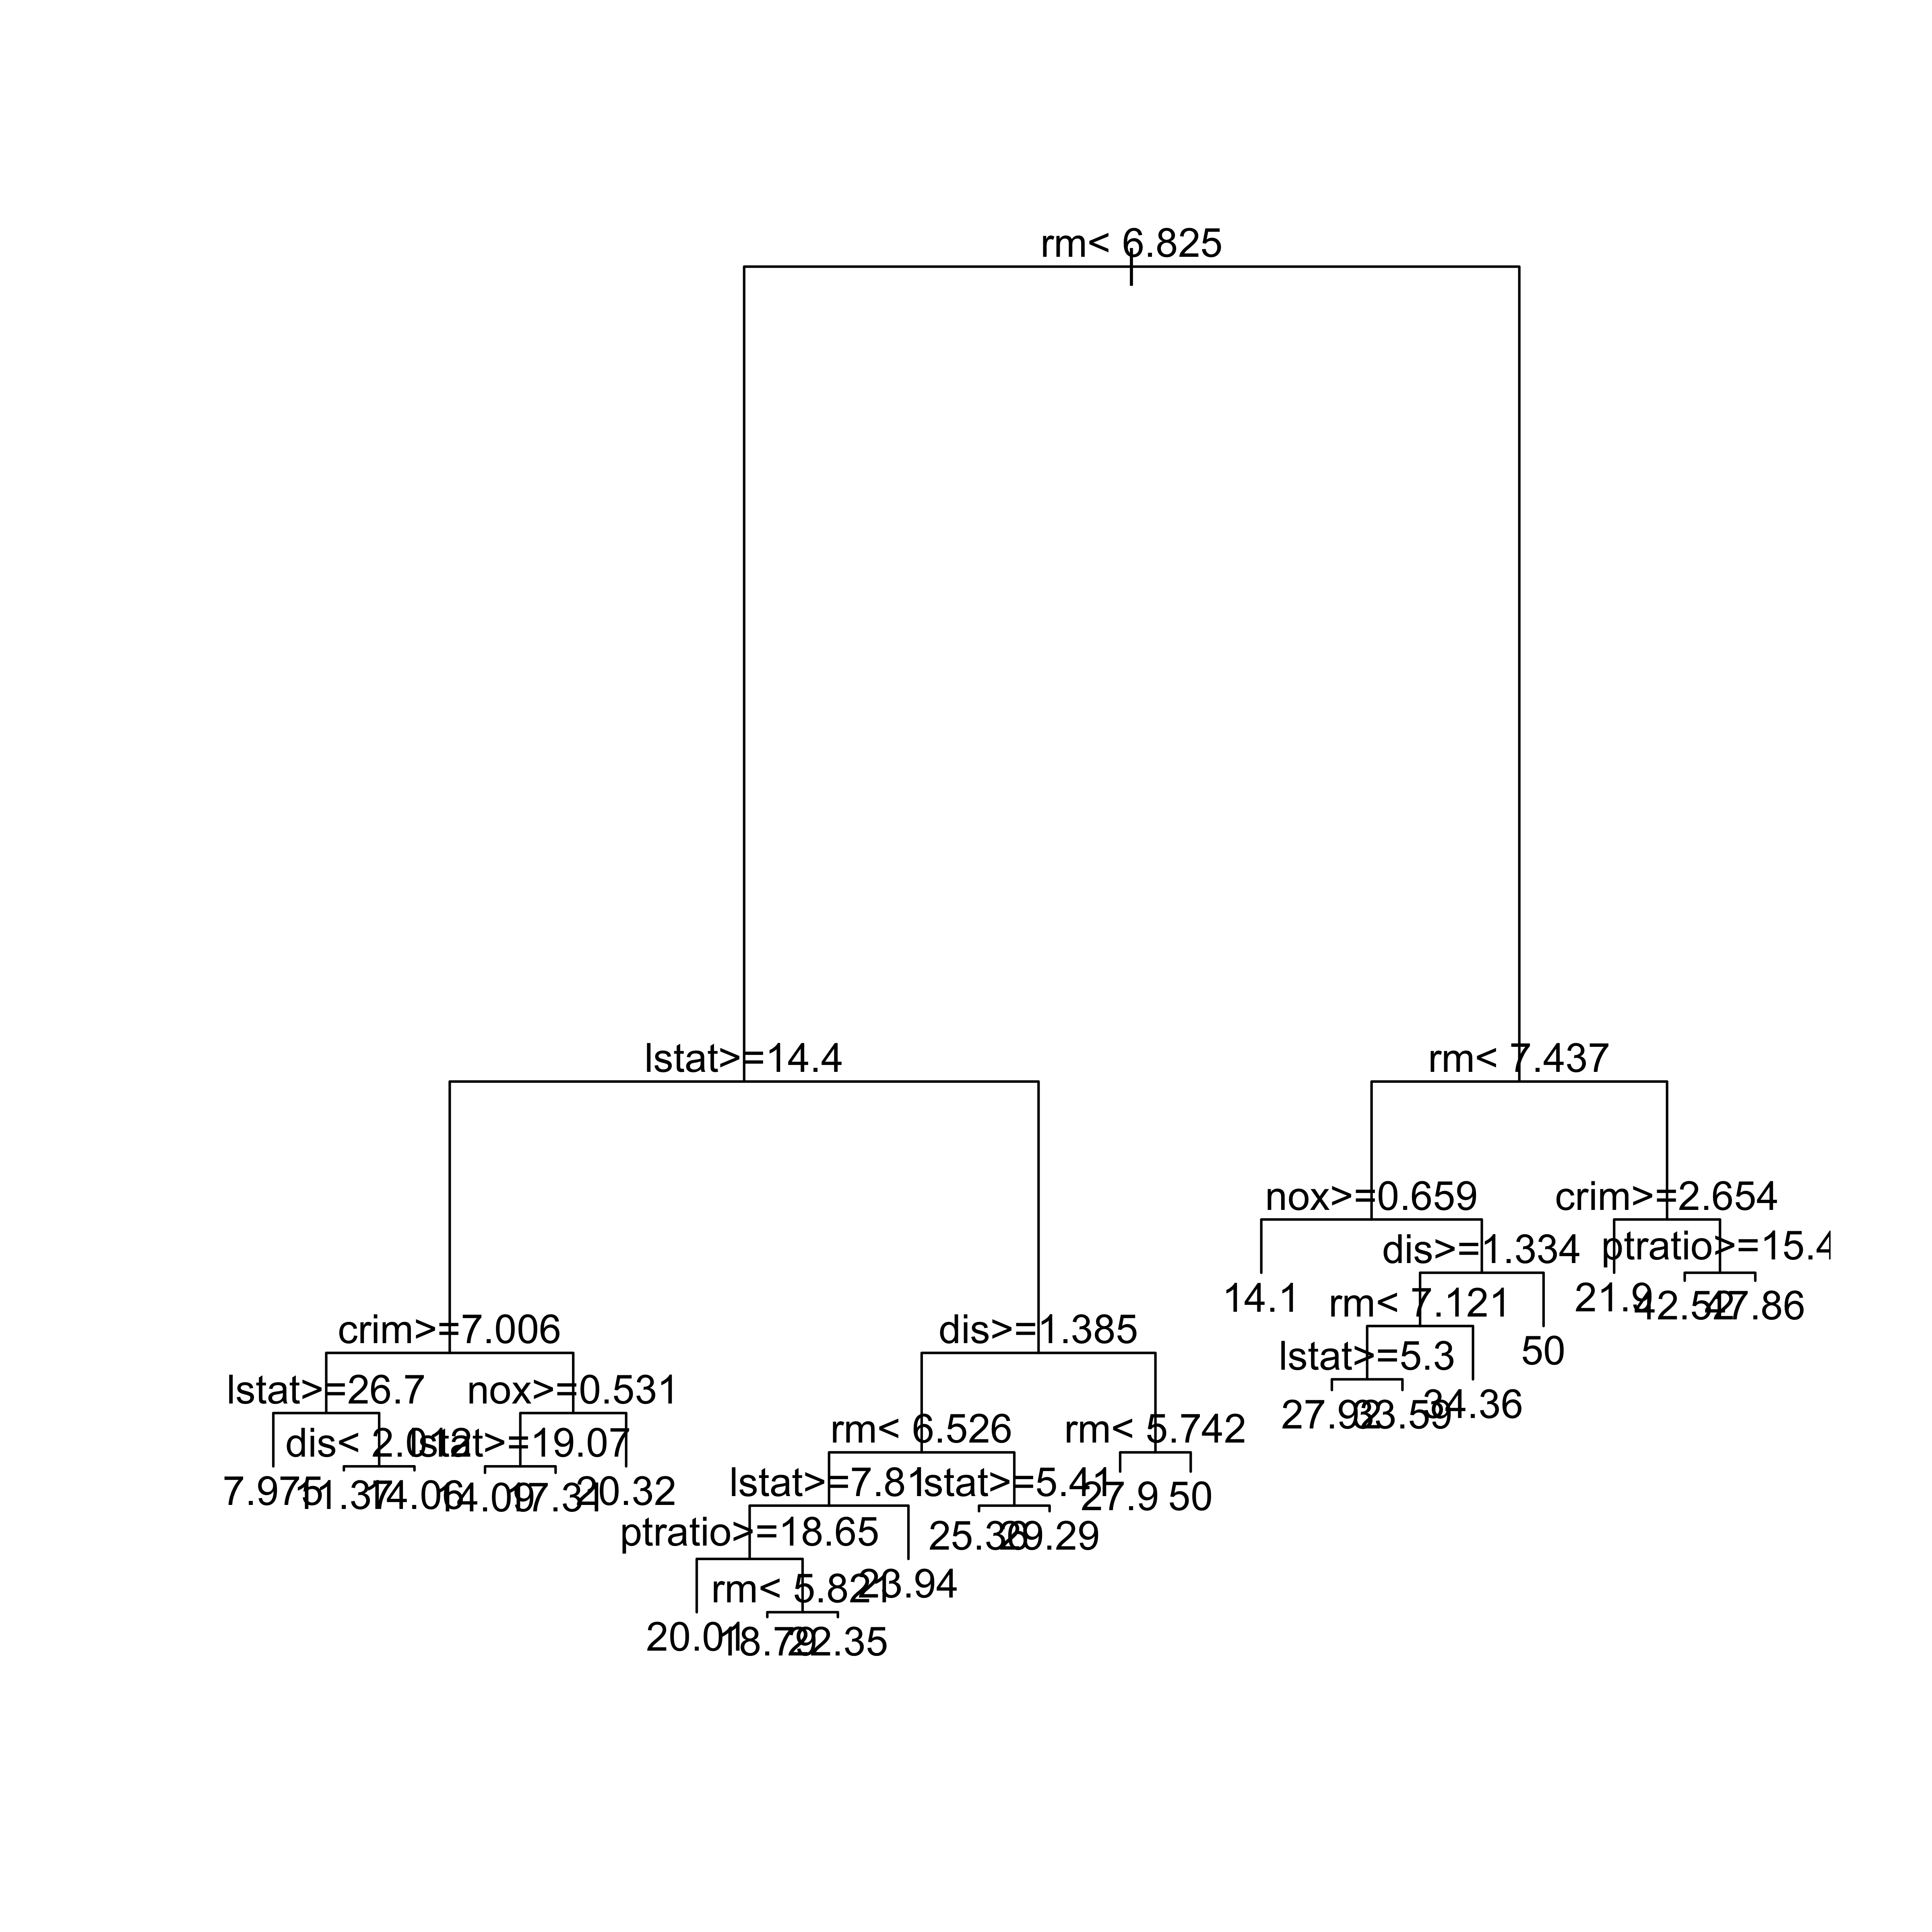 rm< 6.825
lstat>=14.4
rm< 7.437
nox>=0.659
crim>=2.654
dis>=1.334
ptratio>=15.4
14.1
rm< 7.121
21.9
42.52
47.86
crim>=7.006
dis>=1.385
lstat>=5.3
50
lstat>=26.7
nox>=0.531
27.92
33.59
34.36
rm< 6.526
rm< 5.742
dis< 2.012
lstat>=19.07
lstat>=7.81
lstat>=5.41
7.975
11.37
14.06
14.09
17.31
20.32
27.9
50
ptratio>=18.65
25.36
29.29
rm< 5.821
23.94
20.01
18.79
22.35